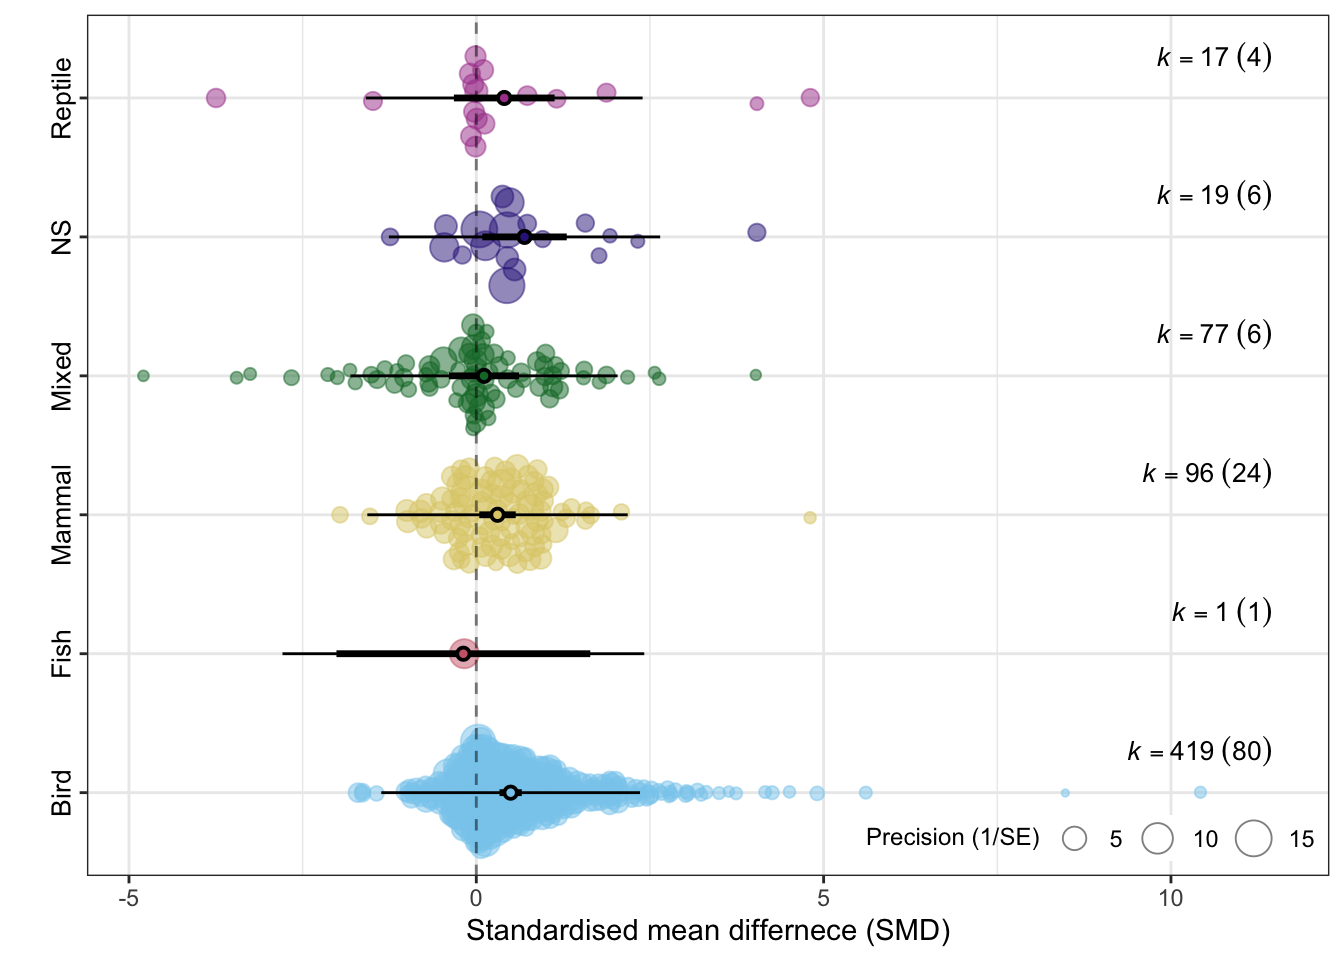 Reptile
k = 17 (4)
NS
k = 19 (6)
Mixed
k = 77 (6)
Mammal
k = 96 (24)
Fish
k = 1 (1)
Bird
k = 419 (80)
Precision (1/SE) 5 10 15
-5 0 5 10
Standardised mean differnece (SMD)